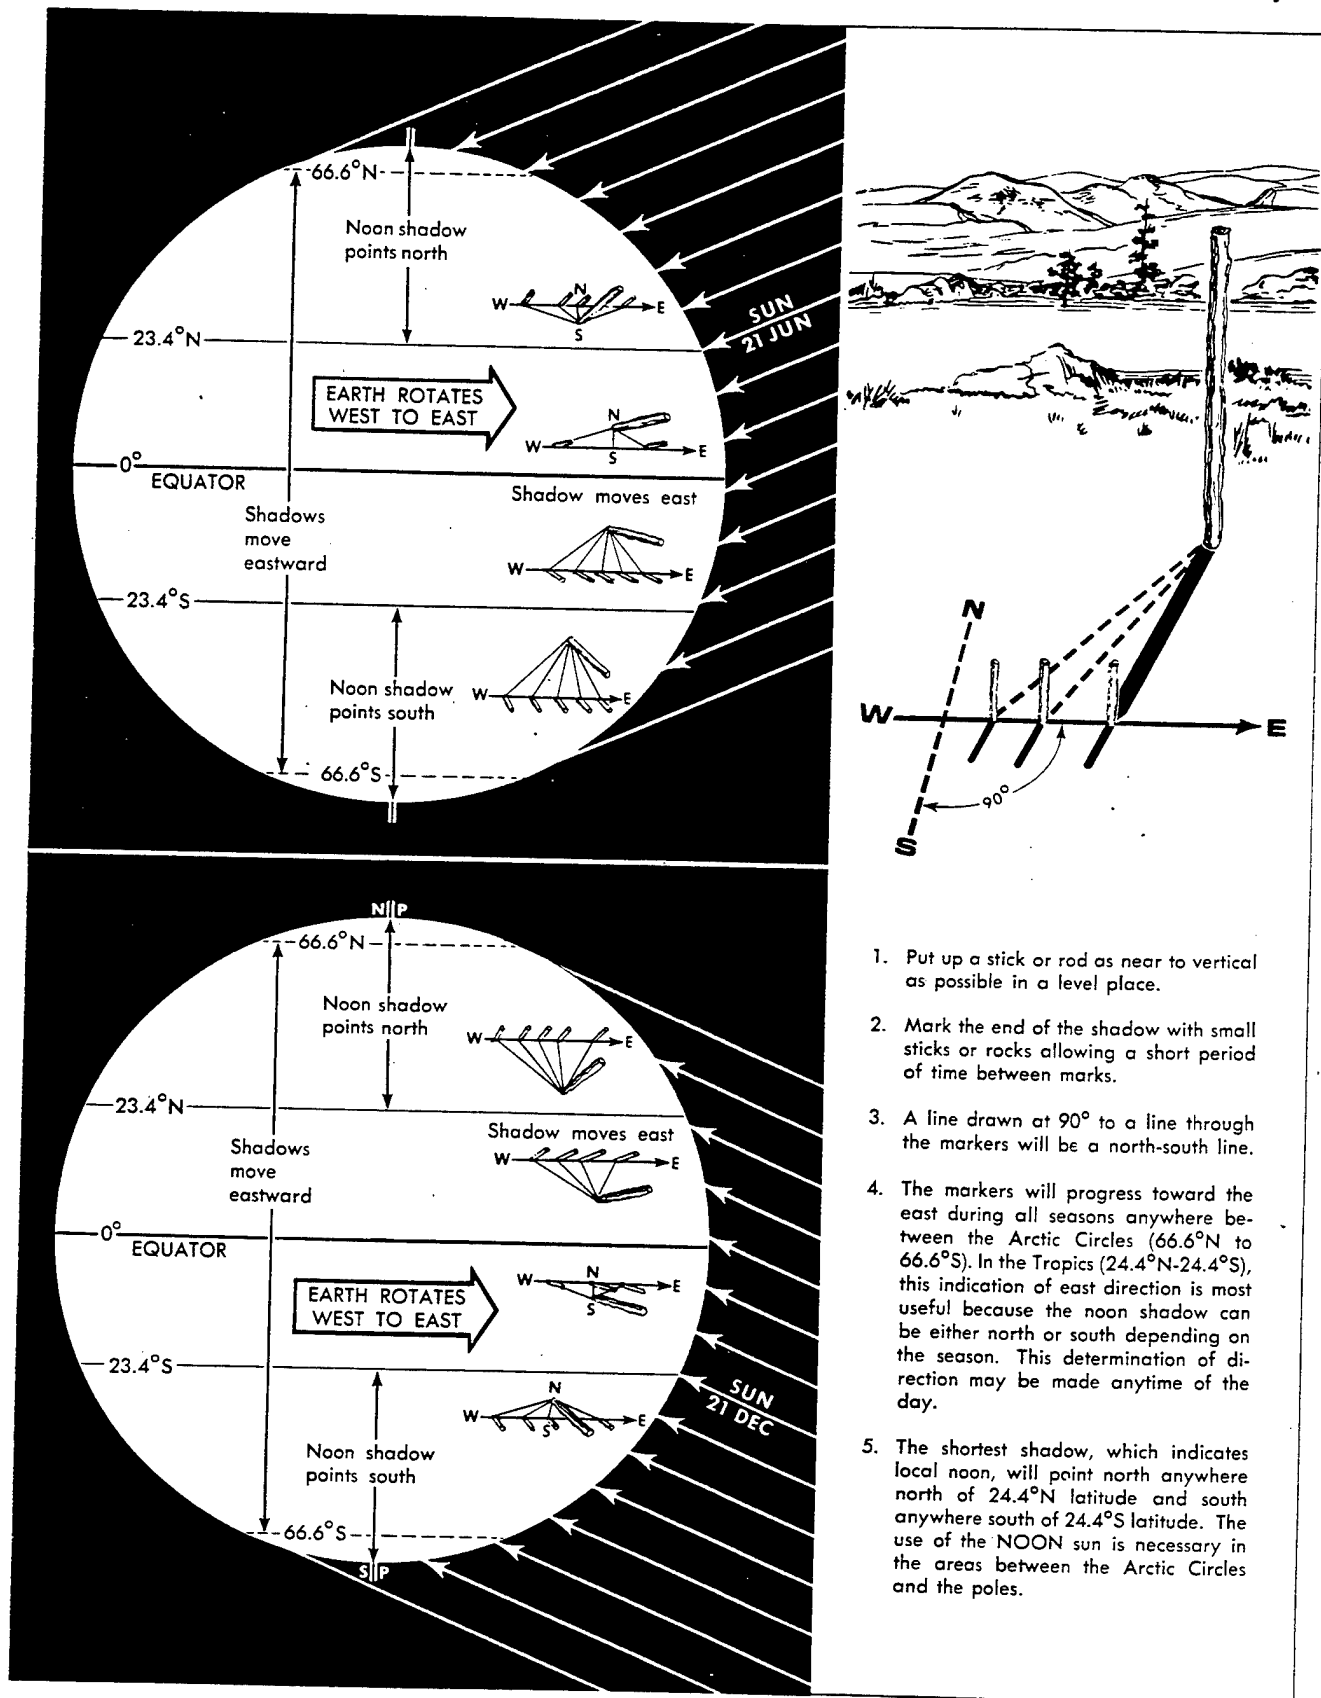 66.6°N
Noon shadow
points north
N
W
E
S
23.4°N
SUN
21 JUN
EARTH ROTATES
WEST TO EAST
N
W
E
S
0°
EQUATOR
Shadow moves east
Shadows
move
eastward
W
E
23.4°S
Noon shadow
points south
W
E
66.6°S
N
W
E
90°
S
N P
66.6°N
Noon shadow
points north
W
E
23.4°N
Shadow moves east
Shadows
move
eastward
W
E
0°
EQUATOR
N
W
E
S
EARTH ROTATES
WEST TO EAST
23.4°S
SUN
21 DEC
N
W
E
S
Noon shadow
points south
66.6°S
S P
1. Put up a stick or rod as near to vertical
as possible in a level place.
2. Mark the end of the shadow with small
sticks or rocks allowing a short period
of time between marks.
3. A line drawn at 90° to a line through
the markers will be a north-south line.
4. The markers will progress toward the
east during all seasons anywhere be-
tween the Arctic Circles (66.6°N to
66.6°S). In the Tropics (24.4°N-24.4°S),
this indication of east direction is most
useful because the noon shadow can
be either north or south depending on
the season. This determination of di-
rection may be made anytime of the
day.
5. The shortest shadow, which indicates
local noon, will point north anywhere
north of 24.4°N latitude and south
anywhere south of 24.4°S latitude. The
use of the NOON sun is necessary in
the areas between the Arctic Circles
and the poles.